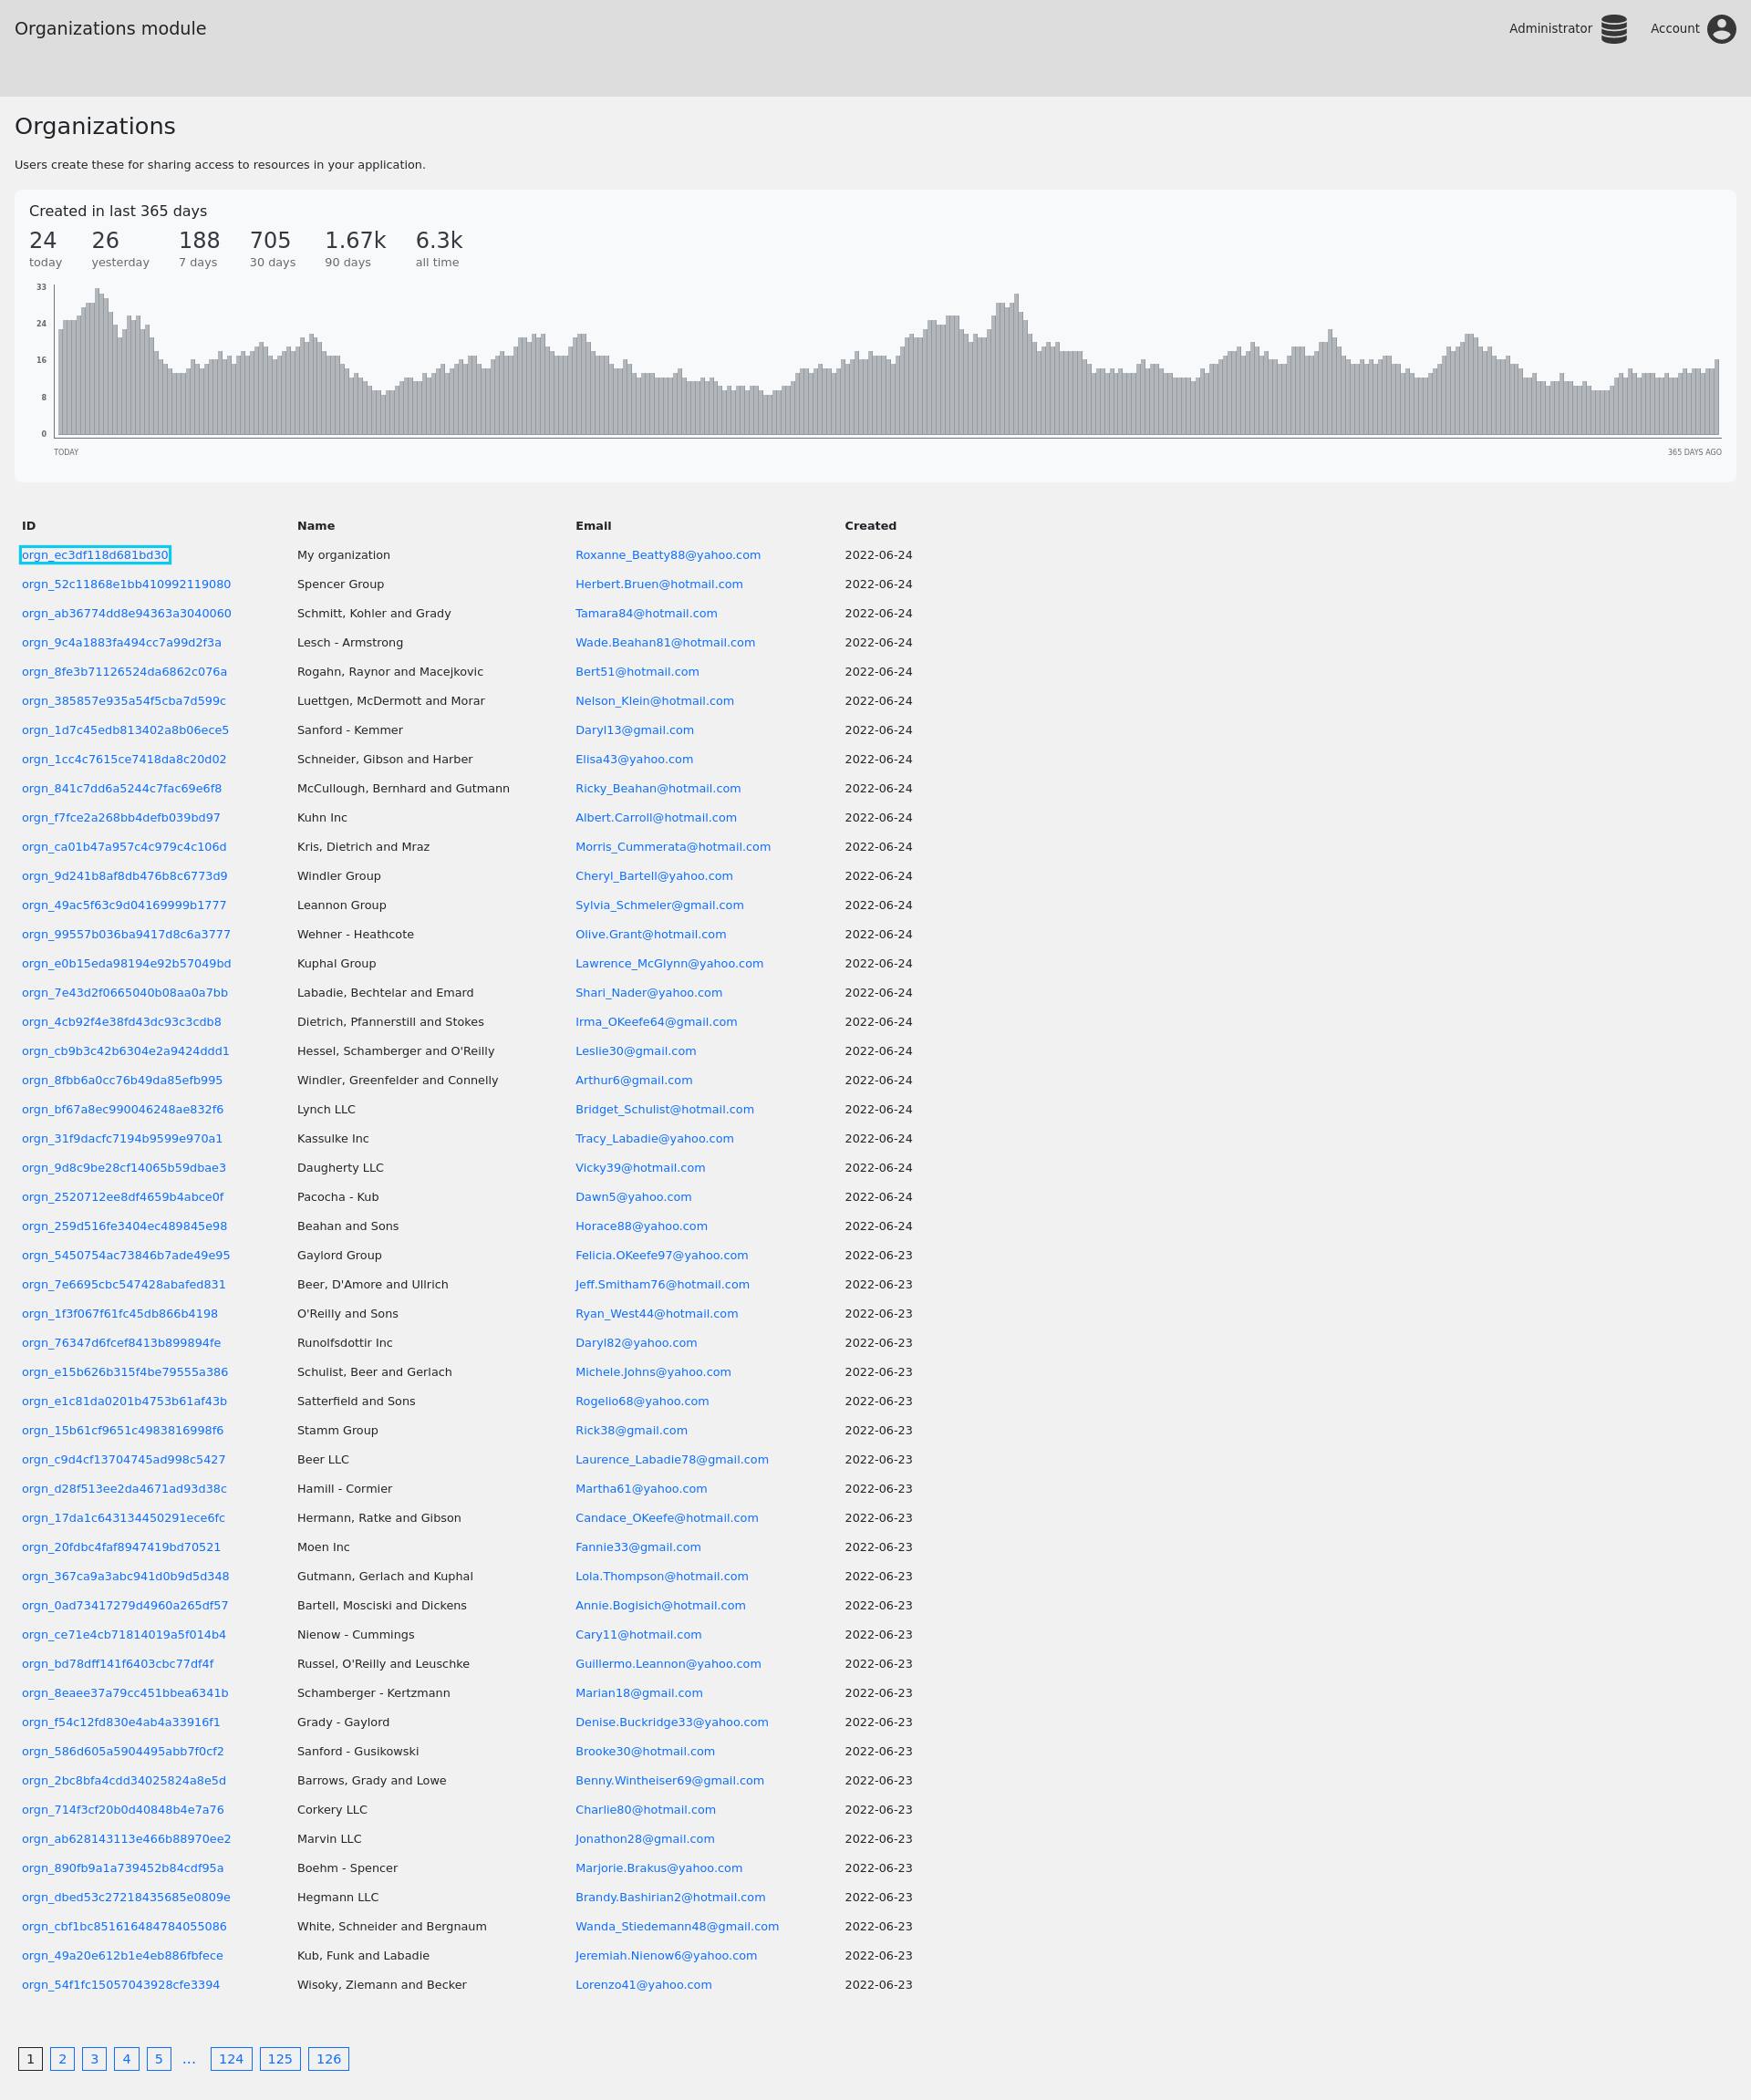 Organizations module
Administrator
Account
Organizations
Users create these for sharing access to resources in your application.
Created in last 365 days
24 26 188 705 1.67k 6.3k
today yesterday 7 days 30 days 90 days all time
33
24
16
8
0
TODAY 365 DAYS AGO
ID Name Email Created
orgn_ec3df118d681bd30 My organization Roxanne_Beatty88@yahoo.com 2022-06-24
orgn_52c11868e1bb410992119080 Spencer Group Herbert.Bruen@hotmail.com 2022-06-24
orgn_ab36774dd8e94363a3040060 Schmitt, Kohler and Grady Tamara84@hotmail.com 2022-06-24
orgn_9c4a1883fa494cc7a99d2f3a Lesch - Armstrong Wade.Beahan81@hotmail.com 2022-06-24
orgn_8fe3b71126524da6862c076a Rogahn, Raynor and Macejkovic Bert51@hotmail.com 2022-06-24
orgn_385857e935a54f5cba7d599c Luettgen, McDermott and Morar Nelson_Klein@hotmail.com 2022-06-24
orgn_1d7c45edb813402a8b06ece5 Sanford - Kemmer Daryl13@gmail.com 2022-06-24
orgn_1cc4c7615ce7418da8c20d02 Schneider, Gibson and Harber Elisa43@yahoo.com 2022-06-24
orgn_841c7dd6a5244c7fac69e6f8 McCullough, Bernhard and Gutmann Ricky_Beahan@hotmail.com 2022-06-24
orgn_f7fce2a268bb4defb039bd97 Kuhn Inc Albert.Carroll@hotmail.com 2022-06-24
orgn_ca01b47a957c4c979c4c106d Kris, Dietrich and Mraz Morris_Cummerata@hotmail.com 2022-06-24
orgn_9d241b8af8db476b8c6773d9 Windler Group Cheryl_Bartell@yahoo.com 2022-06-24
orgn_49ac5f63c9d04169999b1777 Leannon Group Sylvia_Schmeler@gmail.com 2022-06-24
orgn_99557b036ba9417d8c6a3777 Wehner - Heathcote Olive.Grant@hotmail.com 2022-06-24
orgn_e0b15eda98194e92b57049bd Kuphal Group Lawrence_McGlynn@yahoo.com 2022-06-24
orgn_7e43d2f0665040b08aa0a7bb Labadie, Bechtelar and Emard Shari_Nader@yahoo.com 2022-06-24
orgn_4cb92f4e38fd43dc93c3cdb8 Dietrich, Pfannerstill and Stokes Irma_OKeefe64@gmail.com 2022-06-24
orgn_cb9b3c42b6304e2a9424ddd1 Hessel, Schamberger and O'Reilly Leslie30@gmail.com 2022-06-24
orgn_8fbb6a0cc76b49da85efb995 Windler, Greenfelder and Connelly Arthur6@gmail.com 2022-06-24
orgn_bf67a8ec990046248ae832f6 Lynch LLC Bridget_Schulist@hotmail.com 2022-06-24
orgn_31f9dacfc7194b9599e970a1 Kassulke Inc Tracy_Labadie@yahoo.com 2022-06-24
orgn_9d8c9be28cf14065b59dbae3 Daugherty LLC Vicky39@hotmail.com 2022-06-24
orgn_2520712ee8df4659b4abce0f Pacocha - Kub Dawn5@yahoo.com 2022-06-24
orgn_259d516fe3404ec489845e98 Beahan and Sons Horace88@yahoo.com 2022-06-24
orgn_5450754ac73846b7ade49e95 Gaylord Group Felicia.OKeefe97@yahoo.com 2022-06-23
orgn_7e6695cbc547428abafed831 Beer, D'Amore and Ullrich Jeff.Smitham76@hotmail.com 2022-06-23
orgn_1f3f067f61fc45db866b4198 O'Reilly and Sons Ryan_West44@hotmail.com 2022-06-23
orgn_76347d6fcef8413b899894fe Runolfsdottir Inc Daryl82@yahoo.com 2022-06-23
orgn_e15b626b315f4be79555a386 Schulist, Beer and Gerlach Michele.Johns@yahoo.com 2022-06-23
orgn_e1c81da0201b4753b61af43b Satterfield and Sons Rogelio68@yahoo.com 2022-06-23
orgn_15b61cf9651c4983816998f6 Stamm Group Rick38@gmail.com 2022-06-23
orgn_c9d4cf13704745ad998c5427 Beer LLC Laurence_Labadie78@gmail.com 2022-06-23
orgn_d28f513ee2da4671ad93d38c Hamill - Cormier Martha61@yahoo.com 2022-06-23
orgn_17da1c643134450291ece6fc Hermann, Ratke and Gibson Candace_OKeefe@hotmail.com 2022-06-23
orgn_20fdbc4faf8947419bd70521 Moen Inc Fannie33@gmail.com 2022-06-23
orgn_367ca9a3abc941d0b9d5d348 Gutmann, Gerlach and Kuphal Lola.Thompson@hotmail.com 2022-06-23
orgn_0ad73417279d4960a265df57 Bartell, Mosciski and Dickens Annie.Bogisich@hotmail.com 2022-06-23
orgn_ce71e4cb71814019a5f014b4 Nienow - Cummings Cary11@hotmail.com 2022-06-23
orgn_bd78dff141f6403cbc77df4f Russel, O'Reilly and Leuschke Guillermo.Leannon@yahoo.com 2022-06-23
orgn_8eaee37a79cc451bbea6341b Schamberger - Kertzmann Marian18@gmail.com 2022-06-23
orgn_f54c12fd830e4ab4a33916f1 Grady - Gaylord Denise.Buckridge33@yahoo.com 2022-06-23
orgn_586d605a5904495abb7f0cf2 Sanford - Gusikowski Brooke30@hotmail.com 2022-06-23
orgn_2bc8bfa4cdd34025824a8e5d Barrows, Grady and Lowe Benny.Wintheiser69@gmail.com 2022-06-23
orgn_714f3cf20b0d40848b4e7a76 Corkery LLC Charlie80@hotmail.com 2022-06-23
orgn_ab628143113e466b88970ee2 Marvin LLC Jonathon28@gmail.com 2022-06-23
orgn_890fb9a1a739452b84cdf95a Boehm - Spencer Marjorie.Brakus@yahoo.com 2022-06-23
orgn_dbed53c27218435685e0809e Hegmann LLC Brandy.Bashirian2@hotmail.com 2022-06-23
orgn_cbf1bc851616484784055086 White, Schneider and Bergnaum Wanda_Stiedemann48@gmail.com 2022-06-23
orgn_49a20e612b1e4eb886fbfece Kub, Funk and Labadie Jeremiah.Nienow6@yahoo.com 2022-06-23
orgn_54f1fc15057043928cfe3394 Wisoky, Ziemann and Becker Lorenzo41@yahoo.com 2022-06-23
1 2 3 4 5 … 124 125 126